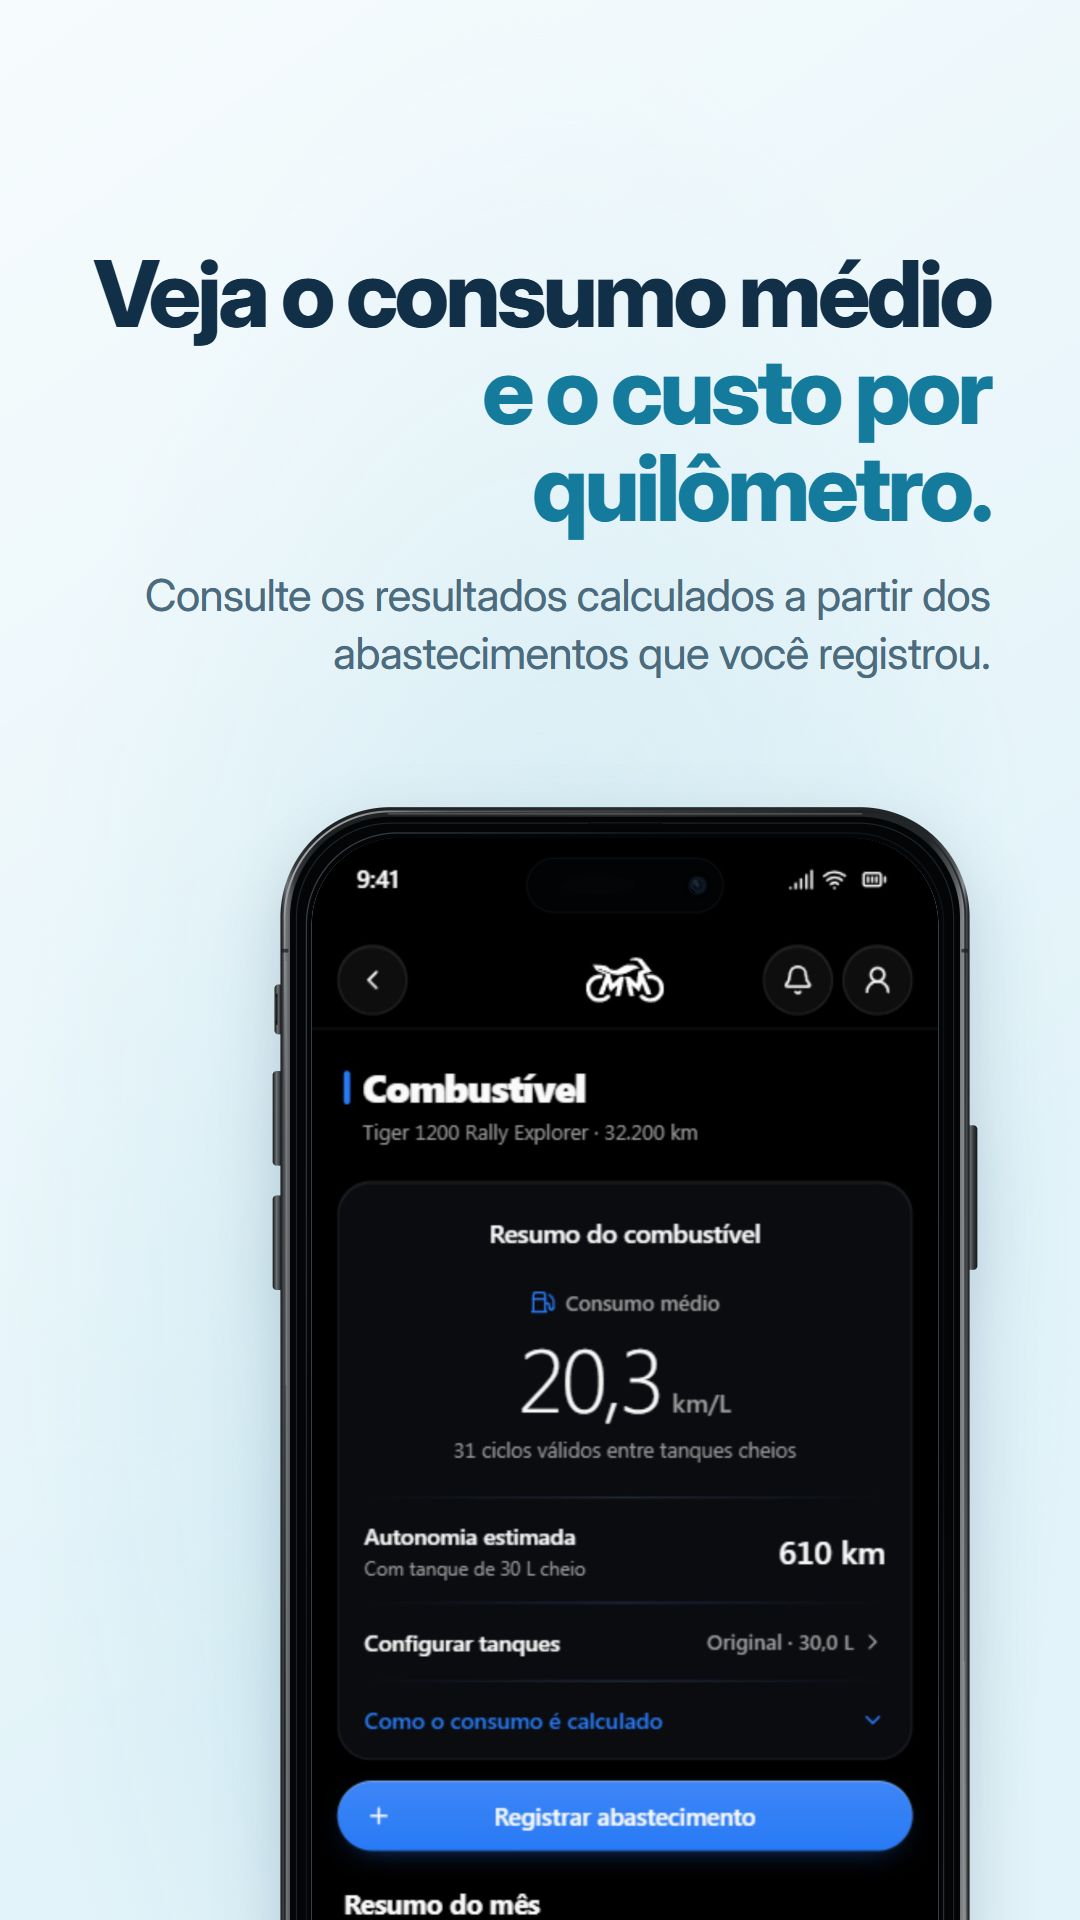 Veja o consumo médio
e o custo por
quilômetro.
Consulte os resultados calculados a partir dos
abastecimentos que você registrou.
9:41
MM
Combustível
Tiger 1200 Rally Explorer · 32.200 km
Resumo do combustível
Consumo médio
20,3 km/L
31 ciclos válidos entre tanques cheios
Autonomia estimada
610 km
Com tanque de 30 L cheio
Configurar tanques
Original · 30,0 L
Como o consumo é calculado
+ Registrar abastecimento
Resumo do mês